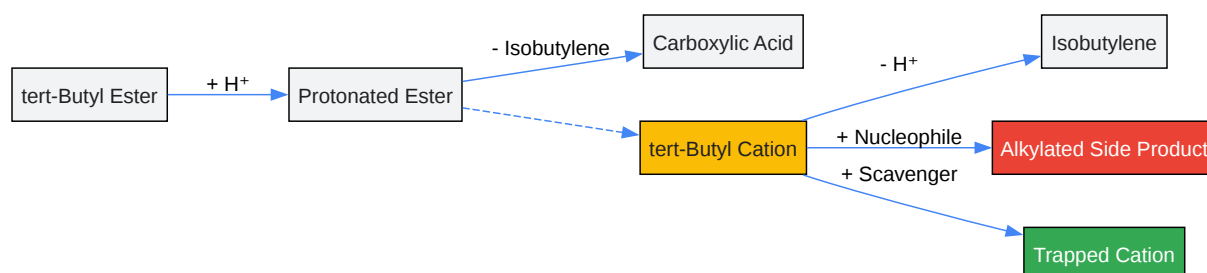 tert-Butyl Ester
+ H⁺
Protonated Ester
- Isobutylene
Carboxylic Acid
tert-Butyl Cation
- H⁺
Isobutylene
+ Nucleophile
Alkylated Side Product
+ Scavenger
Trapped Cation